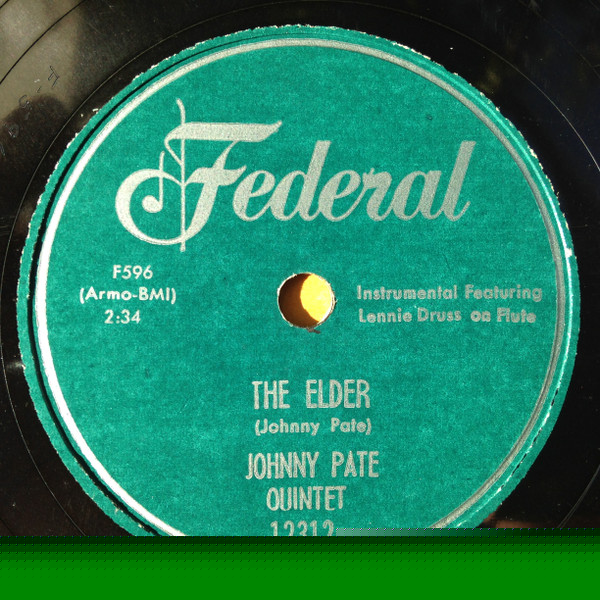 Federal
F596
(Armo-BMI)
2:34
Instrumental Featuring
Lennie Druss on Flute
THE ELDER
(Johnny Pate)
JOHNNY PATE
QUINTET
12312